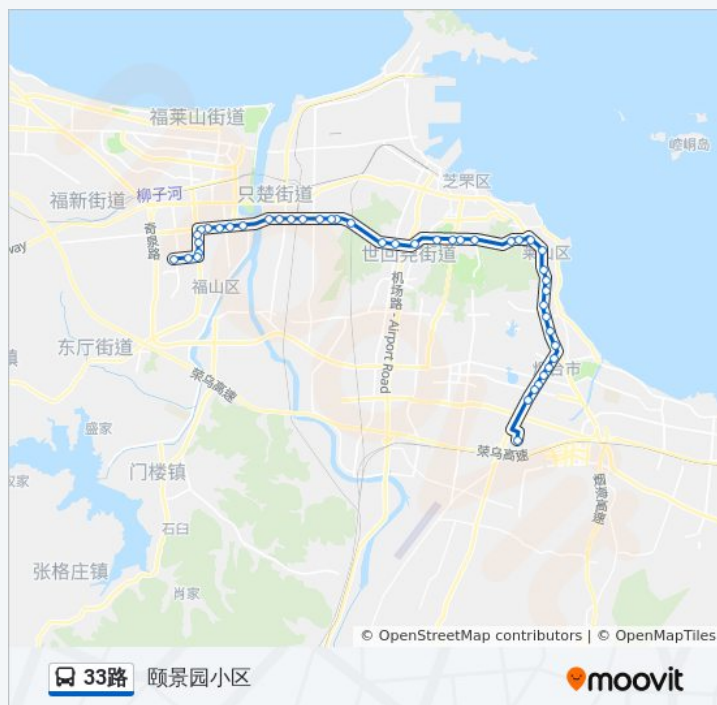 福莱山街道
崆峒岛
芝罘区
柳子河
只楚街道
福新街道
way
奇泉路
世回尧街道
莱山区
福山区
机场路 - Airport Road
东厅街道
烟台市
镇
荣乌高速
盛家
荣乌高速
门楼镇
烟海高速
石臼
张格庄镇
肖家
© OpenStreetMap contributors | © OpenMapTiles
33路 颐景园小区
moovit